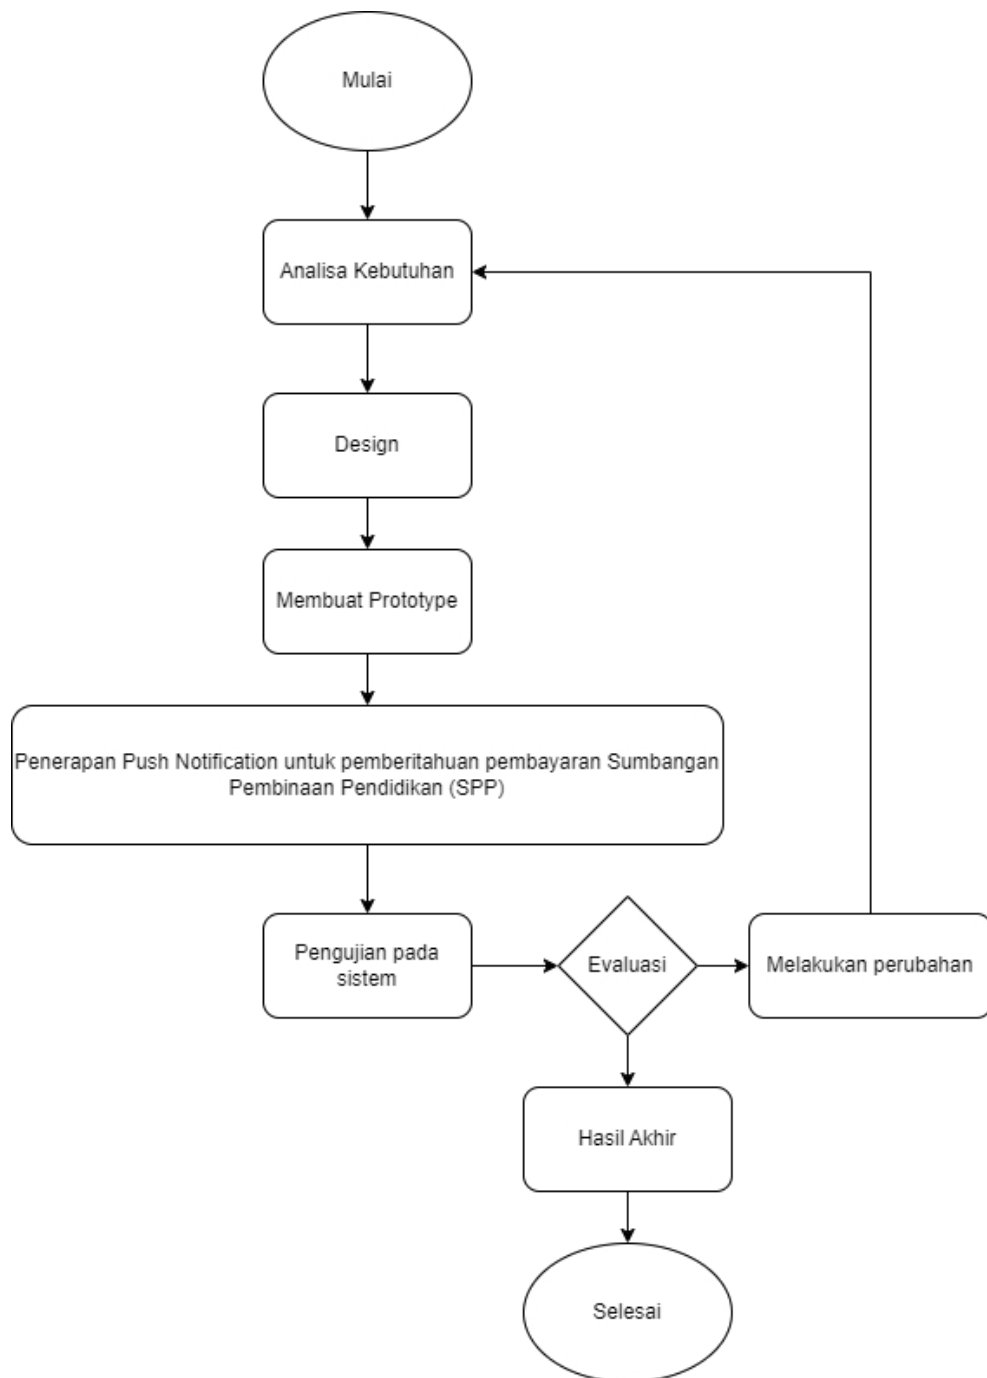 Mulai
Analisa Kebutuhan
Design
Membuat Prototype
Penerapan Push Notification untuk pemberitahuan pembayaran Sumbangan
Pembinaan Pendidikan (SPP)
Pengujian pada
sistem
Evaluasi
Melakukan perubahan
Hasil Akhir
Selesai